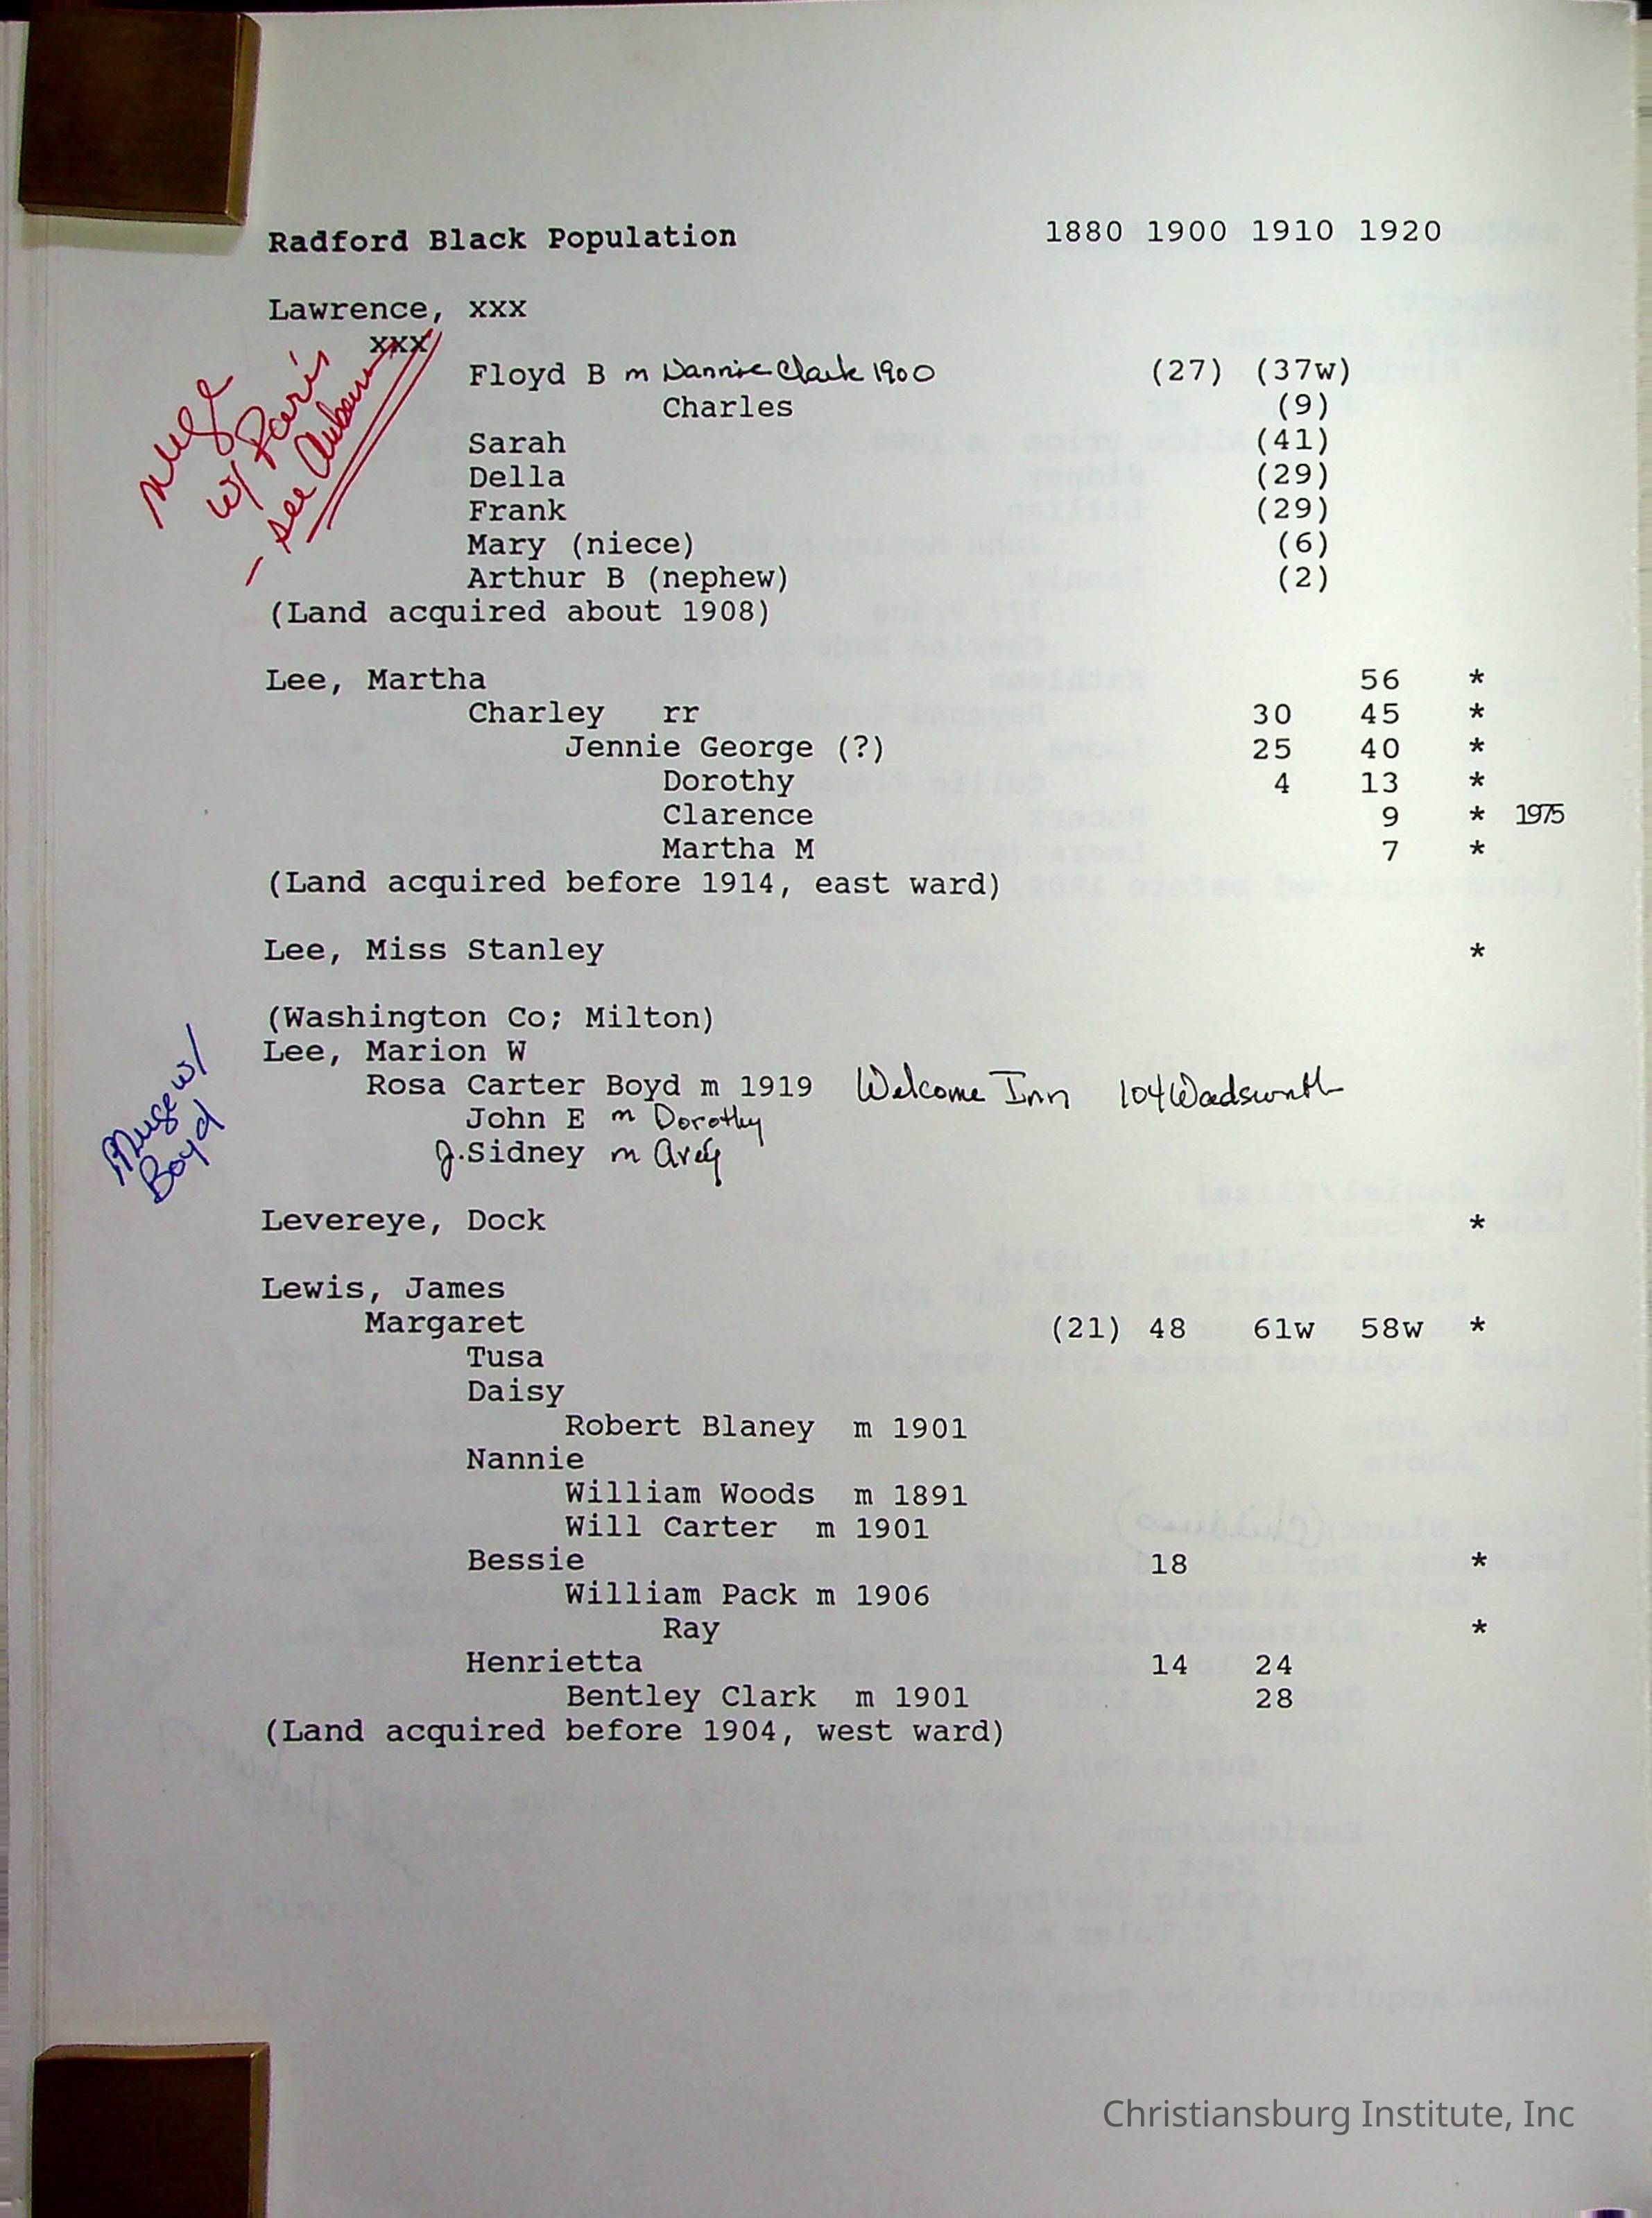 Radford Black Population 1880 1900 1910 1920
Lawrence, xxx
xxx
Floyd B m Nannie Clark 1900 (27) (37w)
Charles (9)
Sarah (41)
Della (29)
Frank (29)
Mary (niece) (6)
Arthur B (nephew) (2)
(Land acquired about 1908)
w/ Paris
- see
Lee, Martha 56 *
Charley rr 30 45 *
Jennie George (?) 25 40 *
Dorothy 4 13 *
Clarence 9 * 1975
Martha M 7 *
(Land acquired before 1914, east ward)
Lee, Miss Stanley *
(Washington Co; Milton)
Lee, Marion W
Rosa Carter Boyd m 1919 Welcome Inn 104 Wadsworth
John E m Dorothy
J. Sidney m
w/
Boyd
Levereye, Dock *
Lewis, James
Margaret (21) 48 61w 58w *
Tusa
Daisy
Robert Blaney m 1901
Nannie
William Woods m 1891
Will Carter m 1901
Bessie 18 *
William Pack m 1906
Ray *
Henrietta 14 24
Bentley Clark m 1901 28
(Land acquired before 1904, west ward)
Christiansburg Institute, Inc